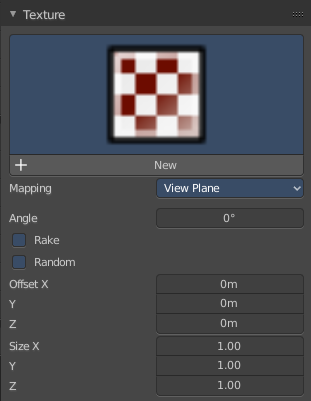 Texture
New
Mapping View Plane
Angle 0°
Rake
Random
Offset X 0m
Y 0m
Z 0m
Size X 1.00
Y 1.00
Z 1.00